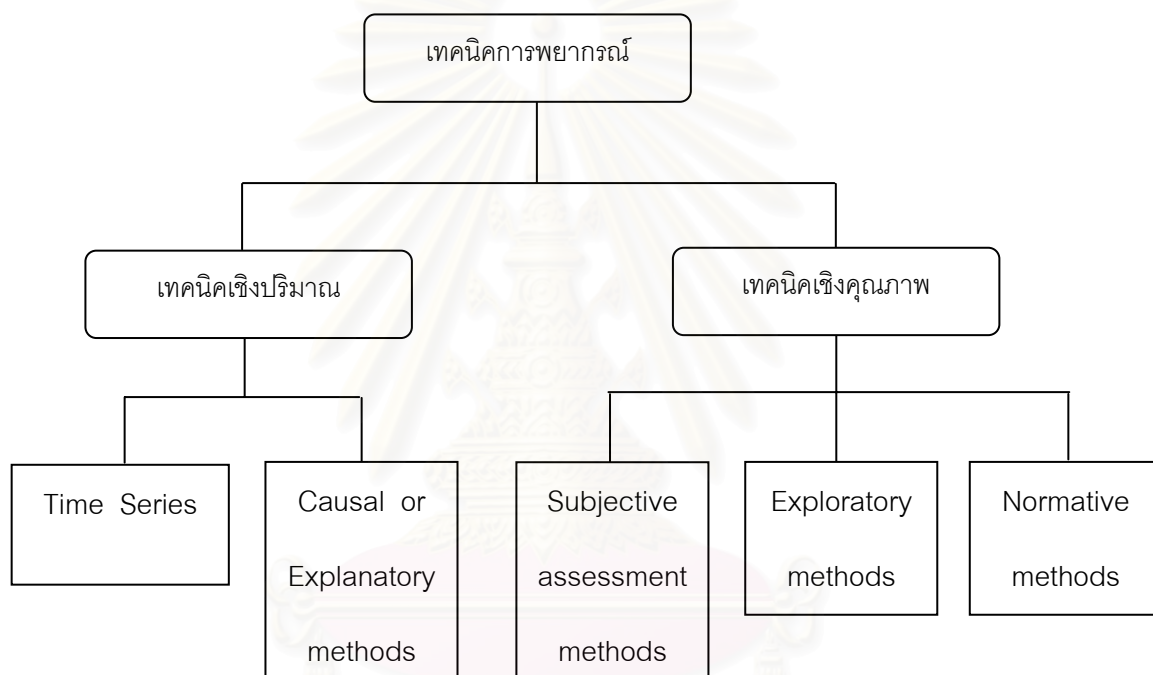 เทคนิคการพยากรณ์
เทคนิคเชิงปริมาณ
เทคนิคเชิงคุณภาพ
Time Series
Causal or
Explanatory
methods
Subjective
assessment
methods
Exploratory
methods
Normative
methods